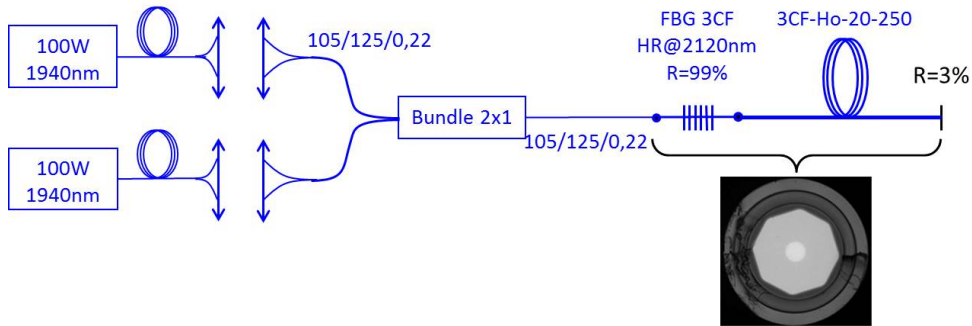 100W
1940nm
105/125/0,22
100W
1940nm
Bundle 2x1
105/125/0,22
FBG 3CF
HR@2120nm
R=99%
3CF-Ho-20-250
R=3%